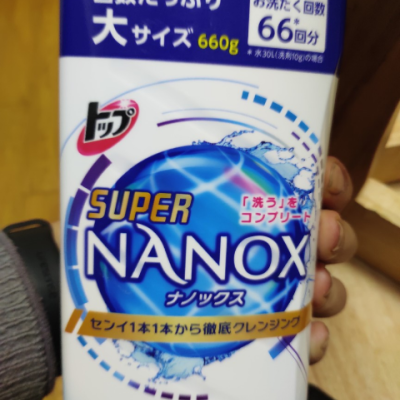 大サイズ 660g
お洗たく回数
66*回分
*水30L(洗剤10g)の場合
トップ
SUPER
NANOX
ナノックス
「洗う」を
コンプリート
センイ1本1本から徹底クレンジング